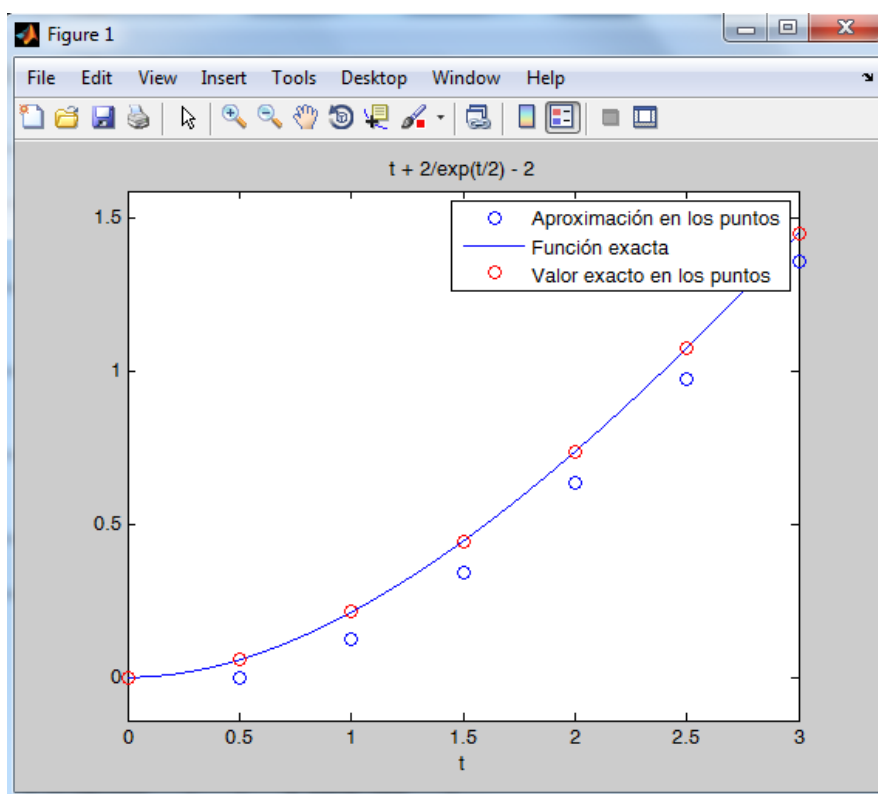 Figure 1
File Edit View Insert Tools Desktop Window Help
t + 2/exp(t/2) - 2
Aproximación en los puntos
Función exacta
Valor exacto en los puntos
1.5
1
0.5
0
0 0.5 1 1.5 2 2.5 3
t